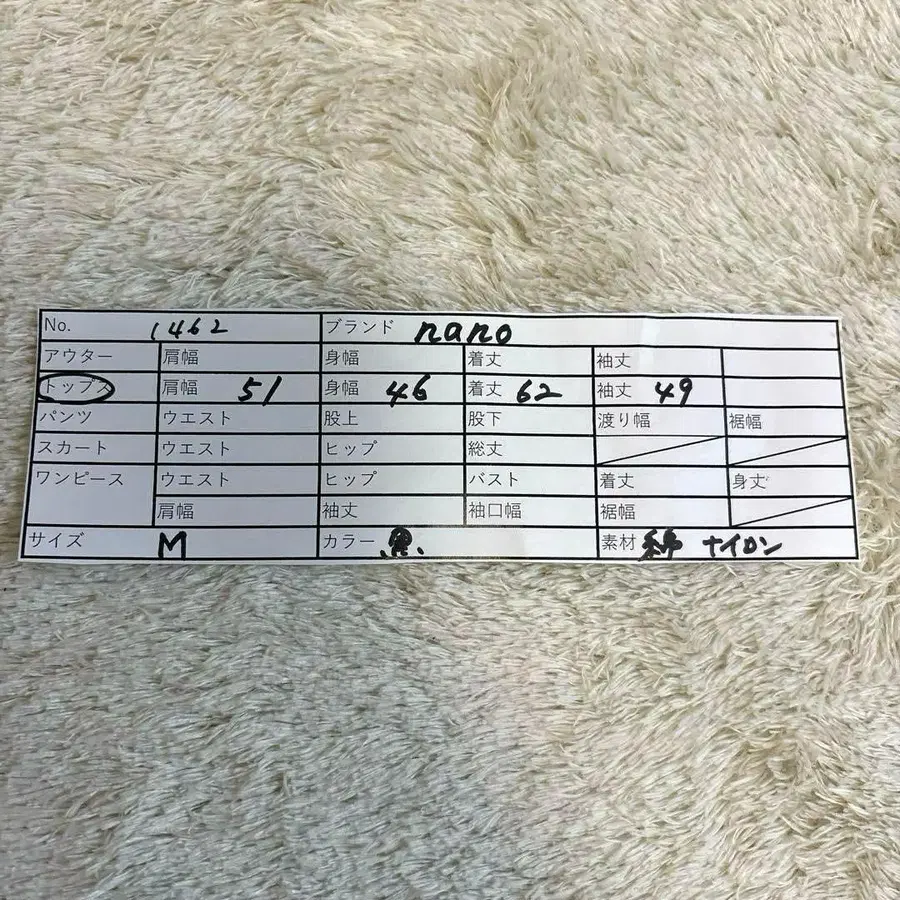 No. 1462 ブランド nano
アウター 肩幅 身幅 着丈 袖丈
トップス 肩幅 51 身幅 46 着丈 62 袖丈 49
パンツ ウエスト 股上 股下 渡り幅 裾幅
スカート ウエスト ヒップ 総丈
ワンピース ウエスト ヒップ バスト 着丈 身丈
肩幅 袖丈 袖口幅 裾幅
サイズ M カラー 黒 素材 綿 ナイロン